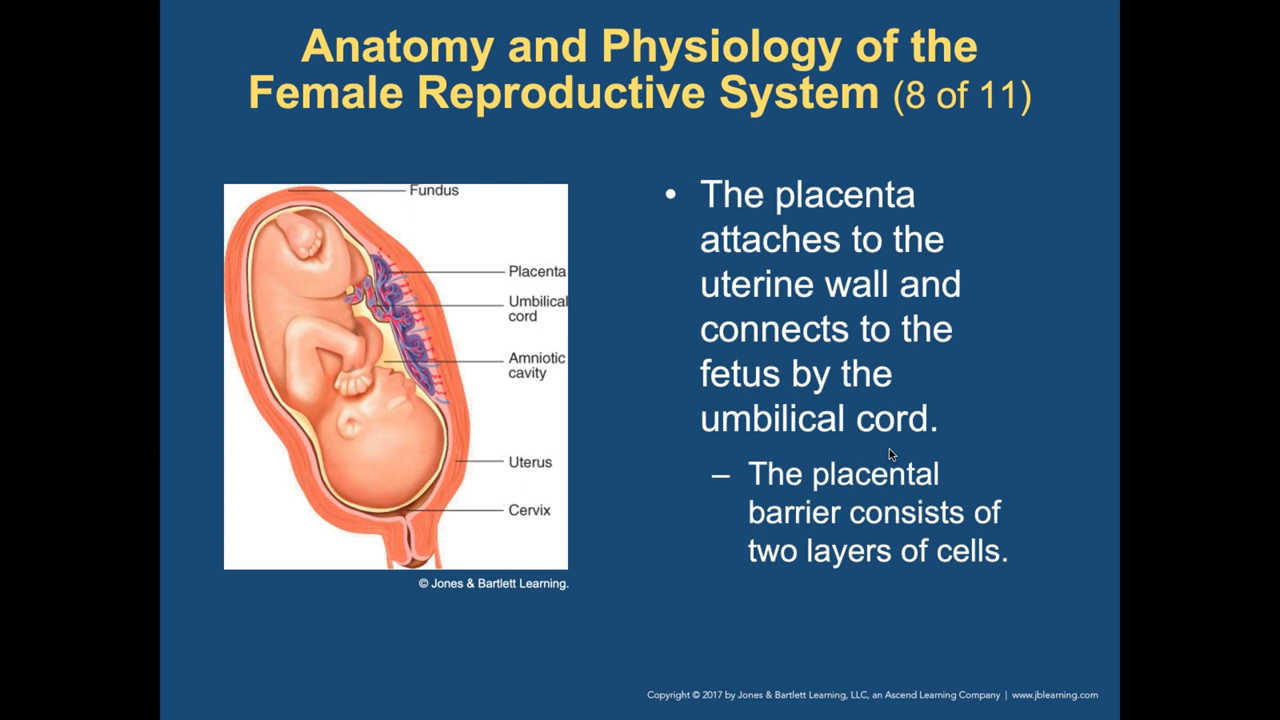 Anatomy and Physiology of the
Female Reproductive System (8 of 11)
Fundus
Placenta
Umbilical
cord
Amniotic
cavity
Uterus
Cervix
© Jones & Bartlett Learning.
• The placenta
attaches to the
uterine wall and
connects to the
fetus by the
umbilical cord.
– The placental
barrier consists of
two layers of cells.
Copyright © 2017 by Jones & Bartlett Learning, LLC, an Ascend Learning Company | www.jblearning.com